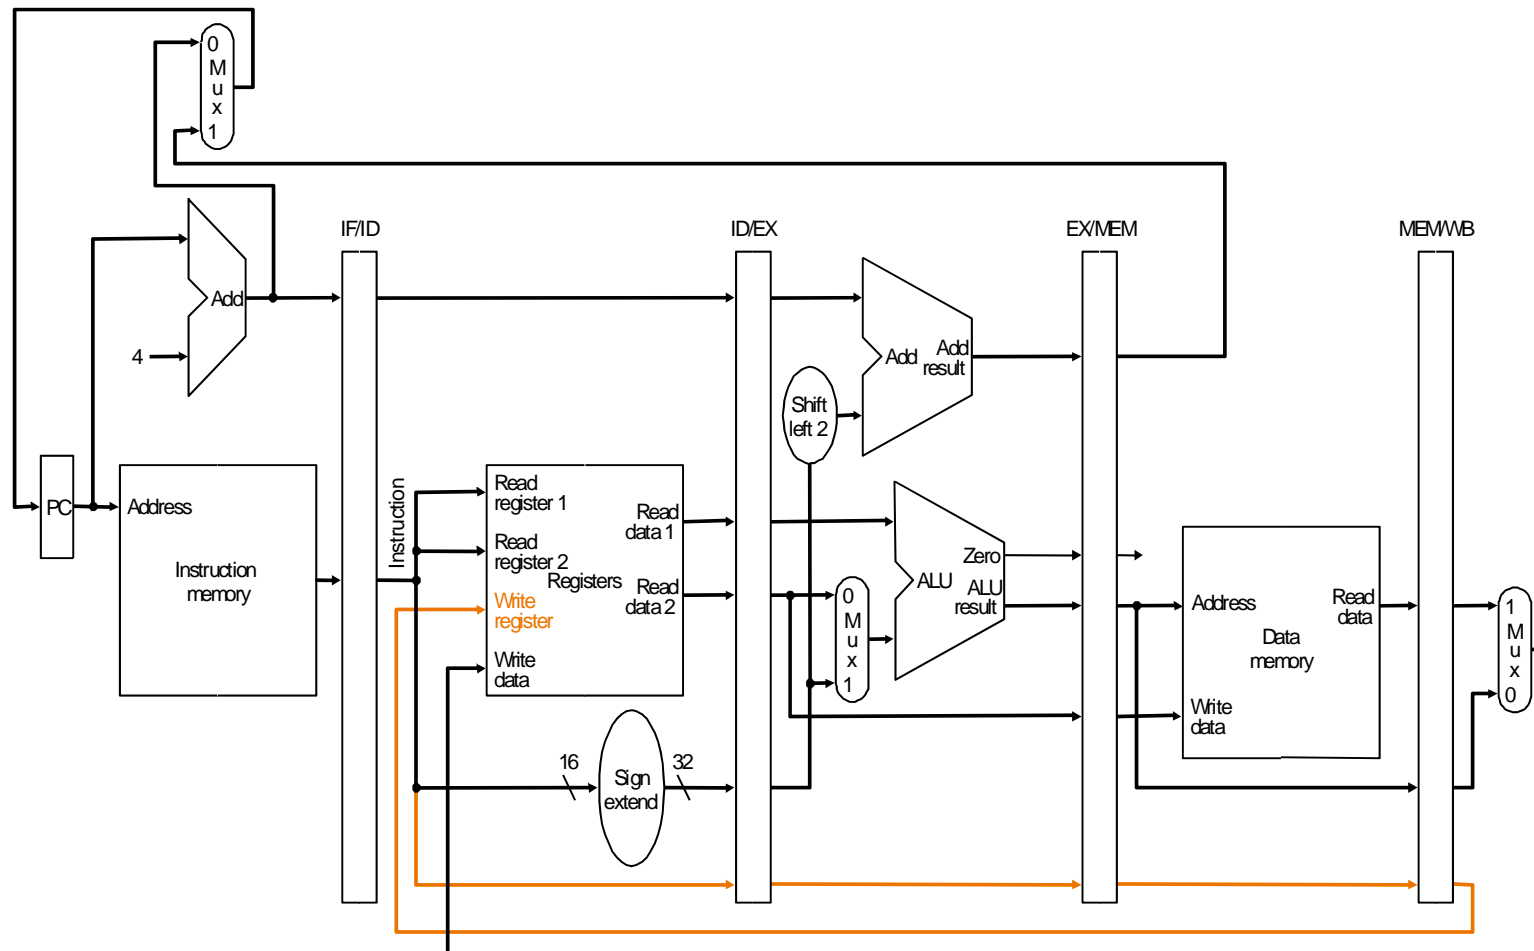 0
M
u
x
1
IF/ID
ID/EX
EX/MEM
MEM/WB
Add
4
Add
Add
result
Shift
left 2
PC
Address
Instruction
memory
Instruction
Read
register 1
Read
register 2
Write
register
Write
data
Registers
Read
data 1
Read
data 2
0
M
u
x
1
Zero
ALU
ALU
result
Address
Read
data
Data
memory
Write
data
1
M
u
x
0
16
Sign
extend
32